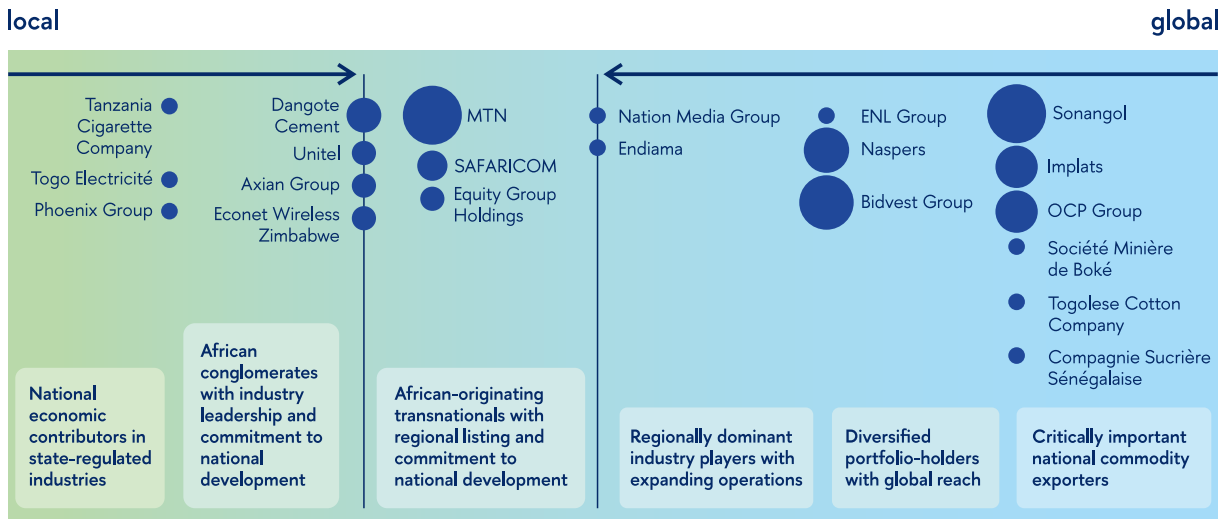 local
global
Tanzania
Cigarette
Company
Togo Electricité
Phoenix Group
Dangote
Cement
Unitel
Axian Group
Econet Wireless
Zimbabwe
MTN
SAFARICOM
Equity Group
Holdings
Nation Media Group
Endiama
ENL Group
Naspers
Bidvest Group
Sonangol
Implats
OCP Group
Société Minière
de Boké
Togolese Cotton
Company
Compagnie Sucrière
Sénégalaise
National
economic
contributors in
state-regulated
industries
African
conglomerates
with industry
leadership and
commitment to
national
development
African-originating
transnationals with
regional listing and
commitment to
national development
Regionally dominant
industry players with
expanding operations
Diversified
portfolio-holders
with global reach
Critically important
national commodity
exporters